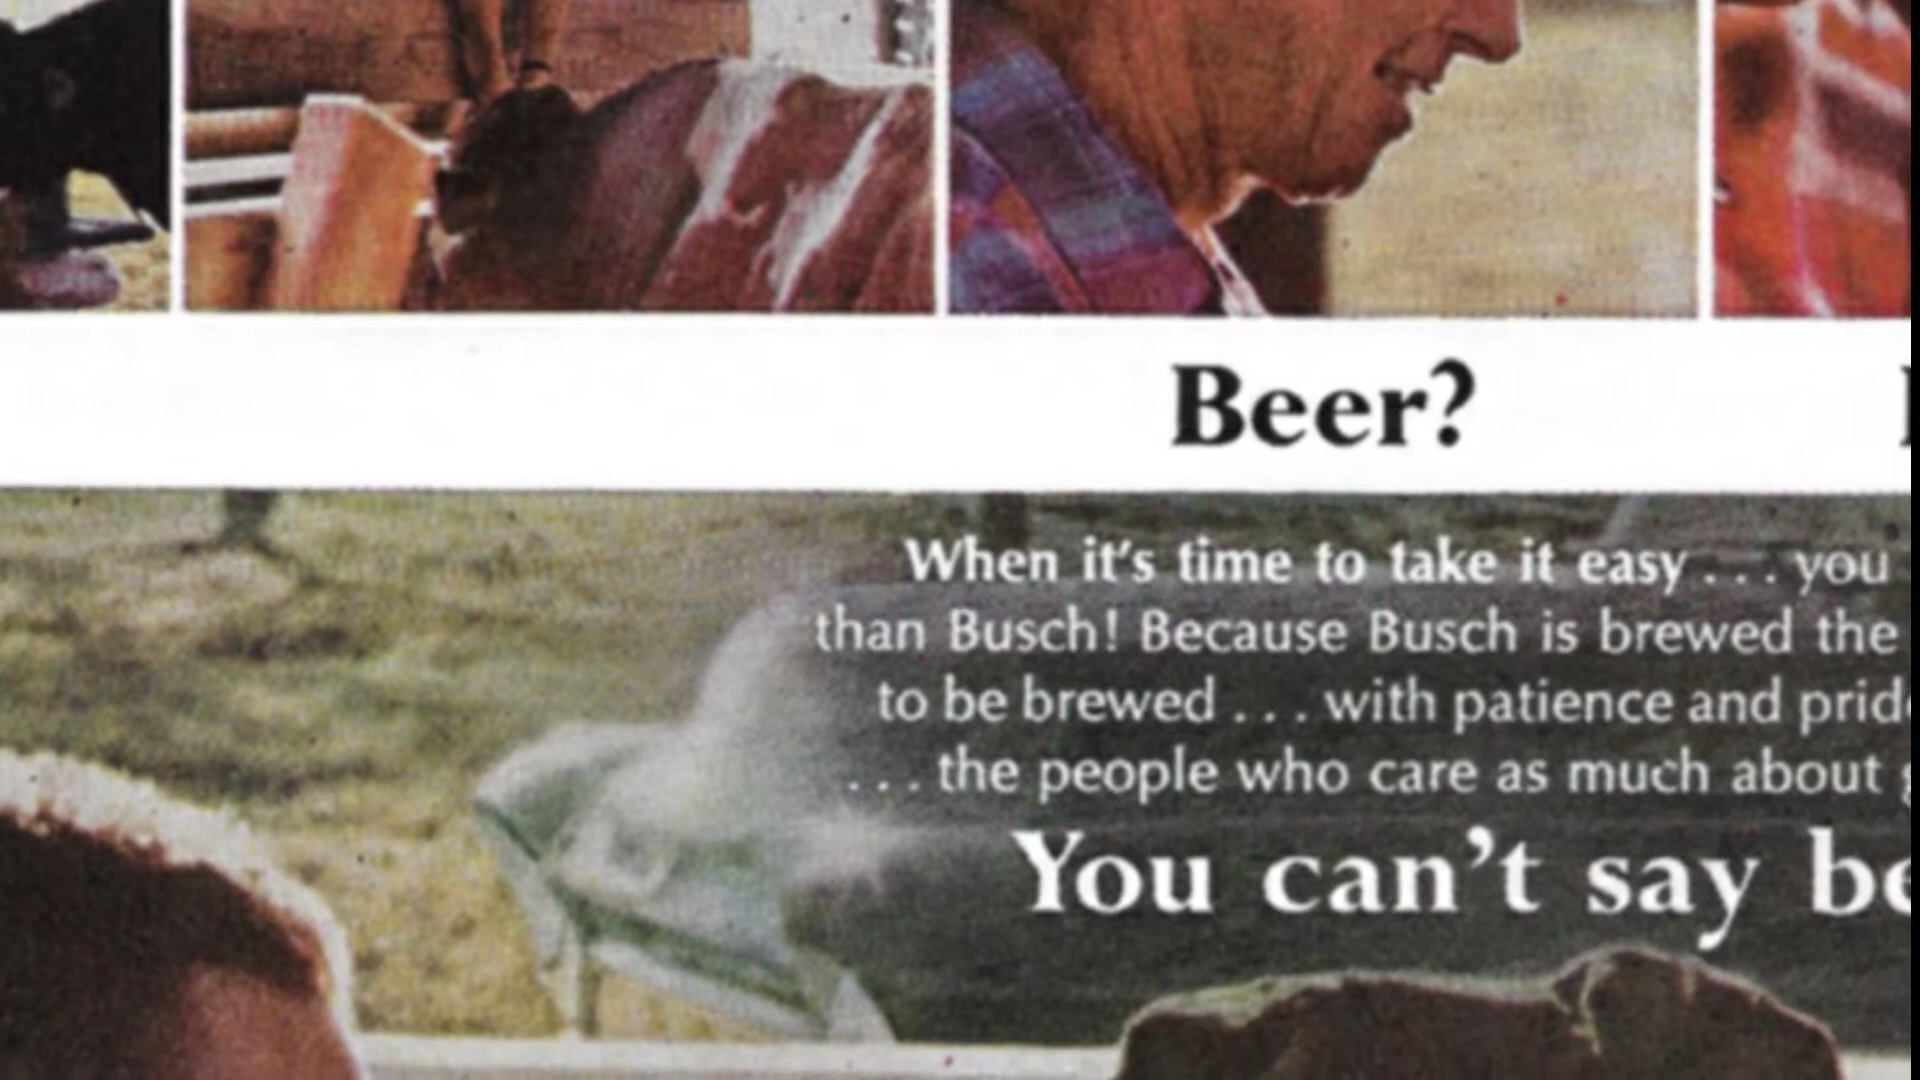 Beer?
When it's time to take it easy . . . you
than Busch! Because Busch is brewed the
to be brewed . . . with patience and
. . . the people who care as much about
You can't say